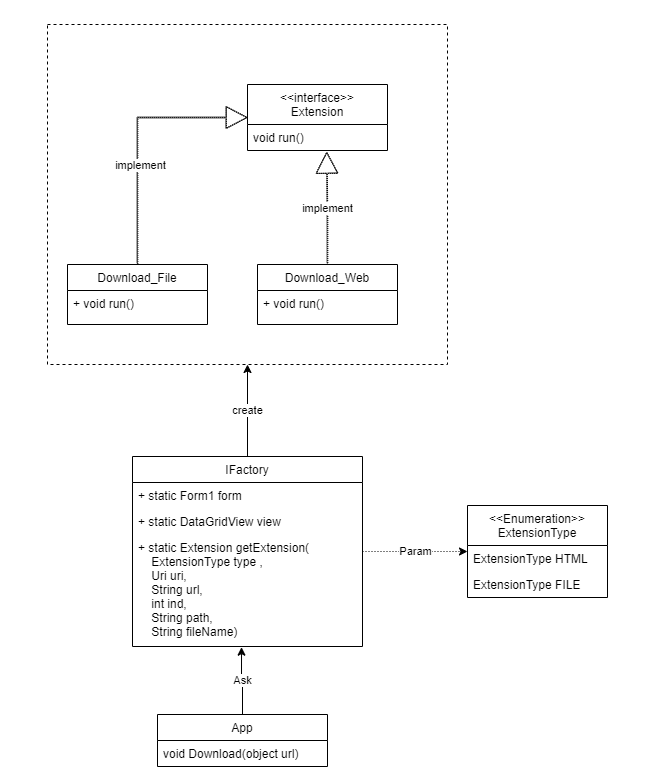 <<interface>>
Extension
void run()
implement
implement
Download_File
+ void run()
Download_Web
+ void run()
create
IFactory
+ static Form1 form
+ static DataGridView view
+ static Extension getExtension(
ExtensionType type ,
Uri uri,
String url,
int ind,
String path,
String fileName)
Param
<<Enumeration>>
ExtensionType
ExtensionType HTML
ExtensionType FILE
Ask
App
void Download(object url)